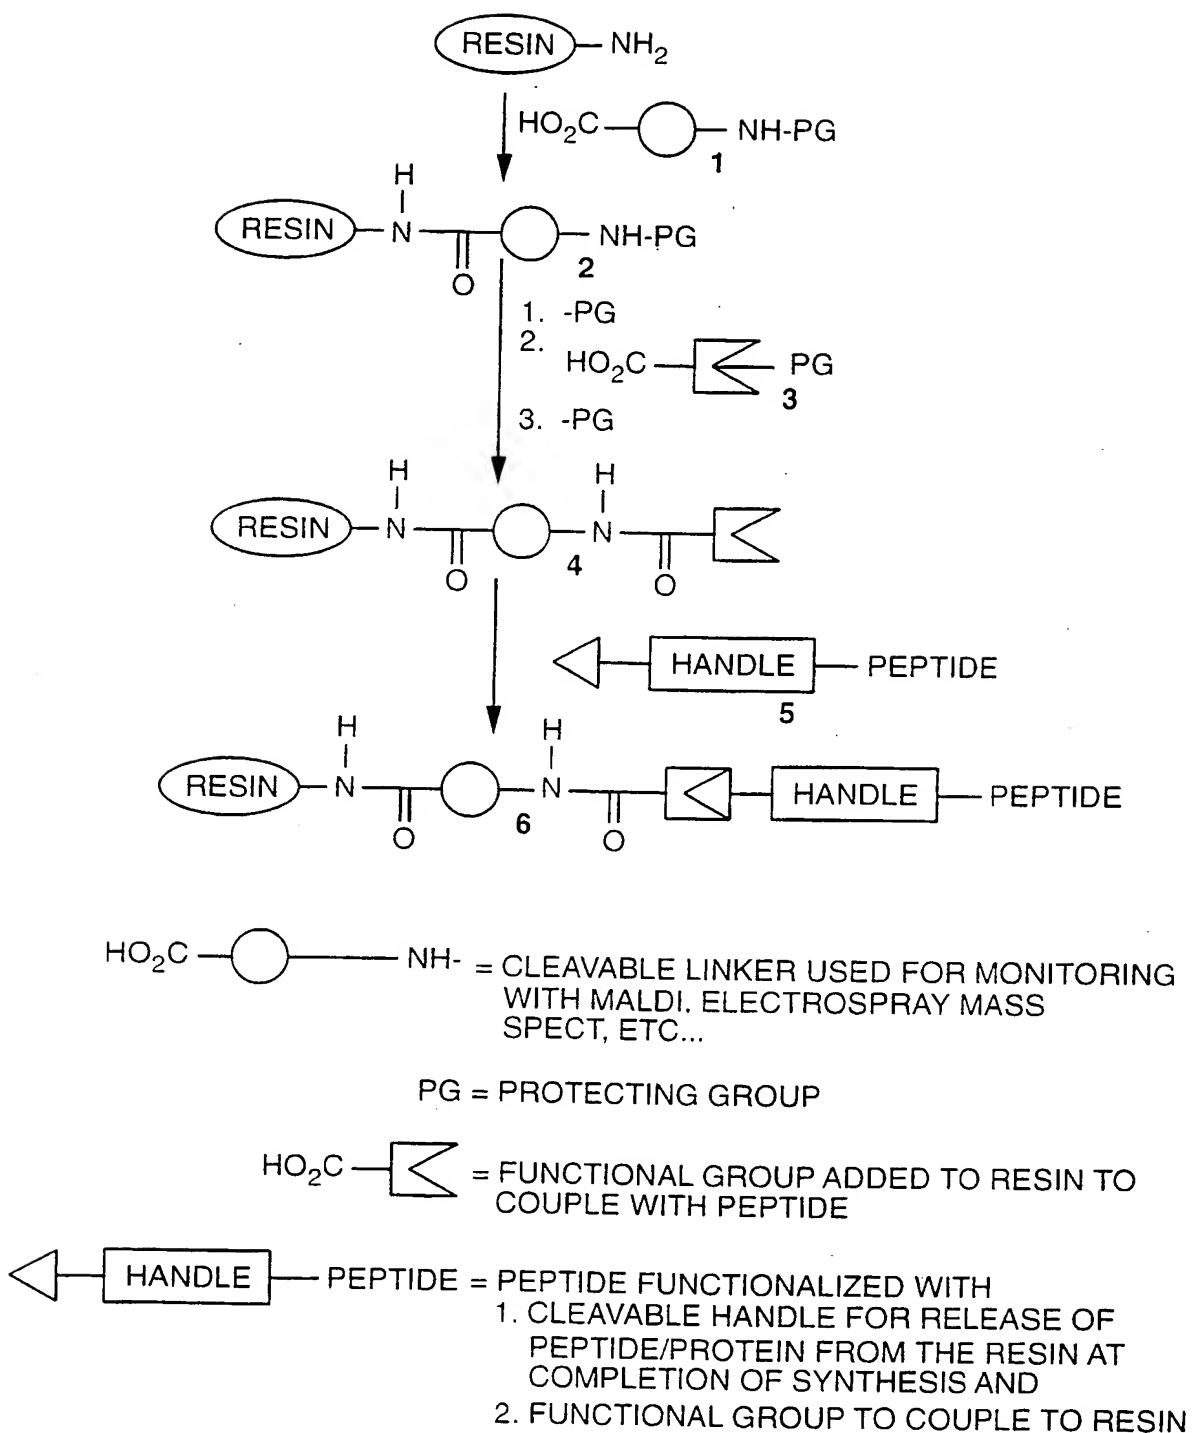 RESIN NH2
HO2C NH-PG
1
H
RESIN N NH-PG
O 2
1. -PG
2.
HO2C PG
3
3. -PG
H H
RESIN N N
O 4 O
HANDLE PEPTIDE
5
H H
RESIN N N HANDLE PEPTIDE
O 6 O
HO2C NH- = CLEAVABLE LINKER USED FOR MONITORING
WITH MALDI. ELECTROSPRAY MASS
SPECT, ETC...
PG = PROTECTING GROUP
HO2C = FUNCTIONAL GROUP ADDED TO RESIN TO
COUPLE WITH PEPTIDE
HANDLE PEPTIDE = PEPTIDE FUNCTIONALIZED WITH
1. CLEAVABLE HANDLE FOR RELEASE OF
PEPTIDE/PROTEIN FROM THE RESIN AT
COMPLETION OF SYNTHESIS AND
2. FUNCTIONAL GROUP TO COUPLE TO RESIN